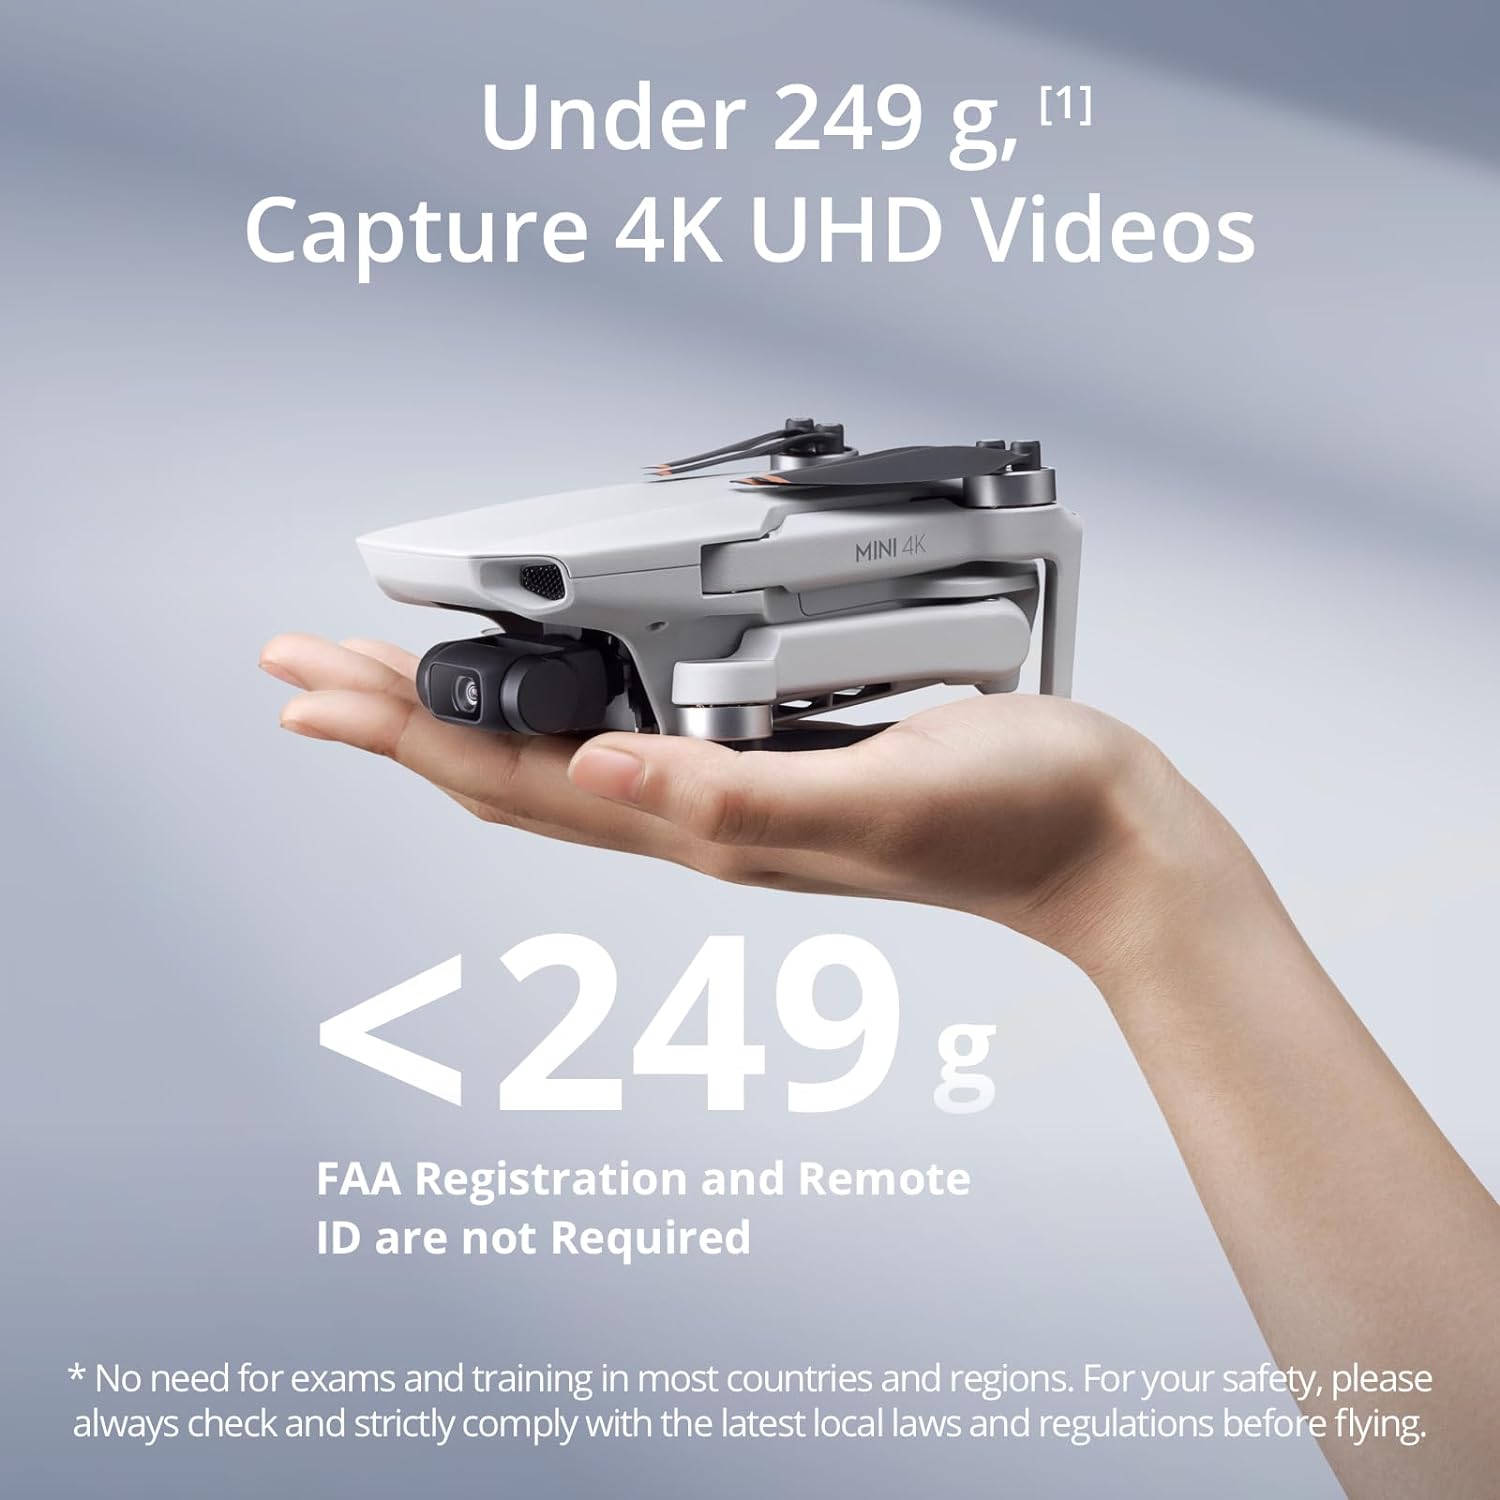 Under 249 g, [1]
Capture 4K UHD Videos
MINI 4K
<249 g
FAA Registration and Remote
ID are not Required
* No need for exams and training in most countries and regions. For your safety, please
always check and strictly comply with the latest local laws and regulations before flying.